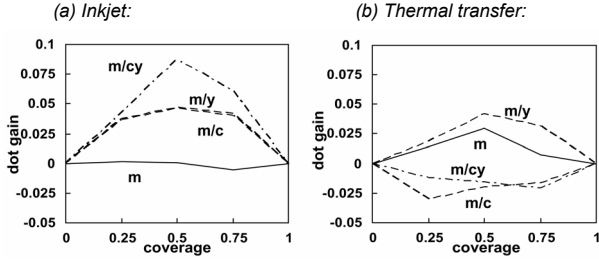 (a) Inkjet:
(b) Thermal transfer:
0.1
0.075
0.05
0.025
0
-0.025
-0.05
dot gain
m/cy
m/y
m/c
m
0 0.25 0.5 0.75 1
coverage
0.1
0.075
0.05
0.025
0
-0.025
-0.05
dot gain
m/y
m
m/cy
m/c
0 0.25 0.5 0.75 1
coverage